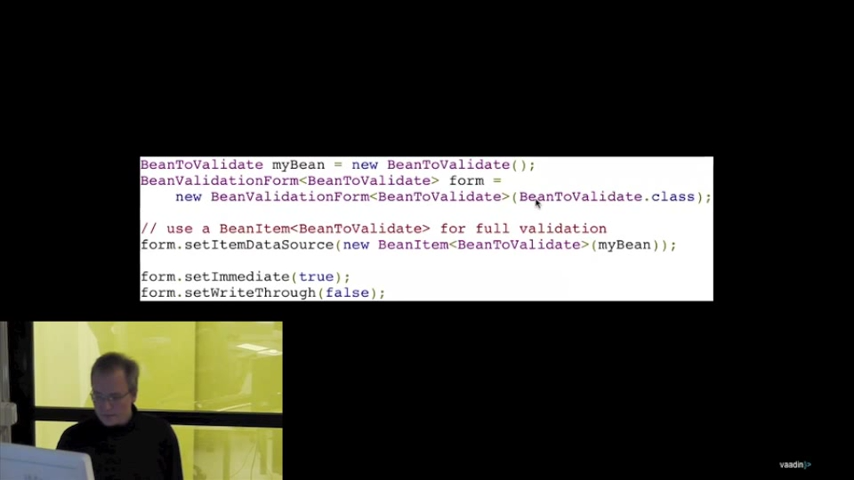 BeanToValidate myBean = new BeanToValidate();
BeanValidationForm<BeanToValidate> form =
new BeanValidationForm<BeanToValidate>(BeanToValidate.class);
// use a BeanItem<BeanToValidate> for full validation
form.setItemDataSource(new BeanItem<BeanToValidate>(myBean));
form.setImmediate(true);
form.setWriteThrough(false);
vaadin}>